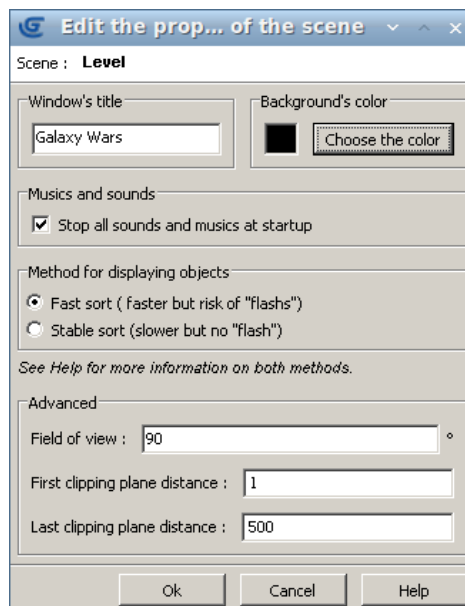 Edit the prop... of the scene
Scene : Level
Window's title
Galaxy Wars
Background's color
Choose the color
Musics and sounds
Stop all sounds and musics at startup
Method for displaying objects
Fast sort ( faster but risk of "flashs")
Stable sort (slower but no "flash")
See Help for more information on both methods.
Advanced
Field of view : 90 °
First clipping plane distance : 1
Last clipping plane distance : 500
Ok Cancel Help